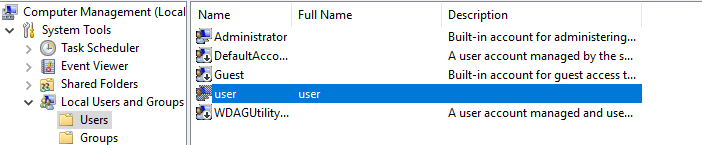 Computer Management (Local
System Tools
Task Scheduler
Event Viewer
Shared Folders
Local Users and Groups
Users
Groups
Name Full Name Description
Administrator Built-in account for administering...
DefaultAcco... A user account managed by the s...
Guest Built-in account for guest access t...
user user
WDAGUtility... A user account managed and use...